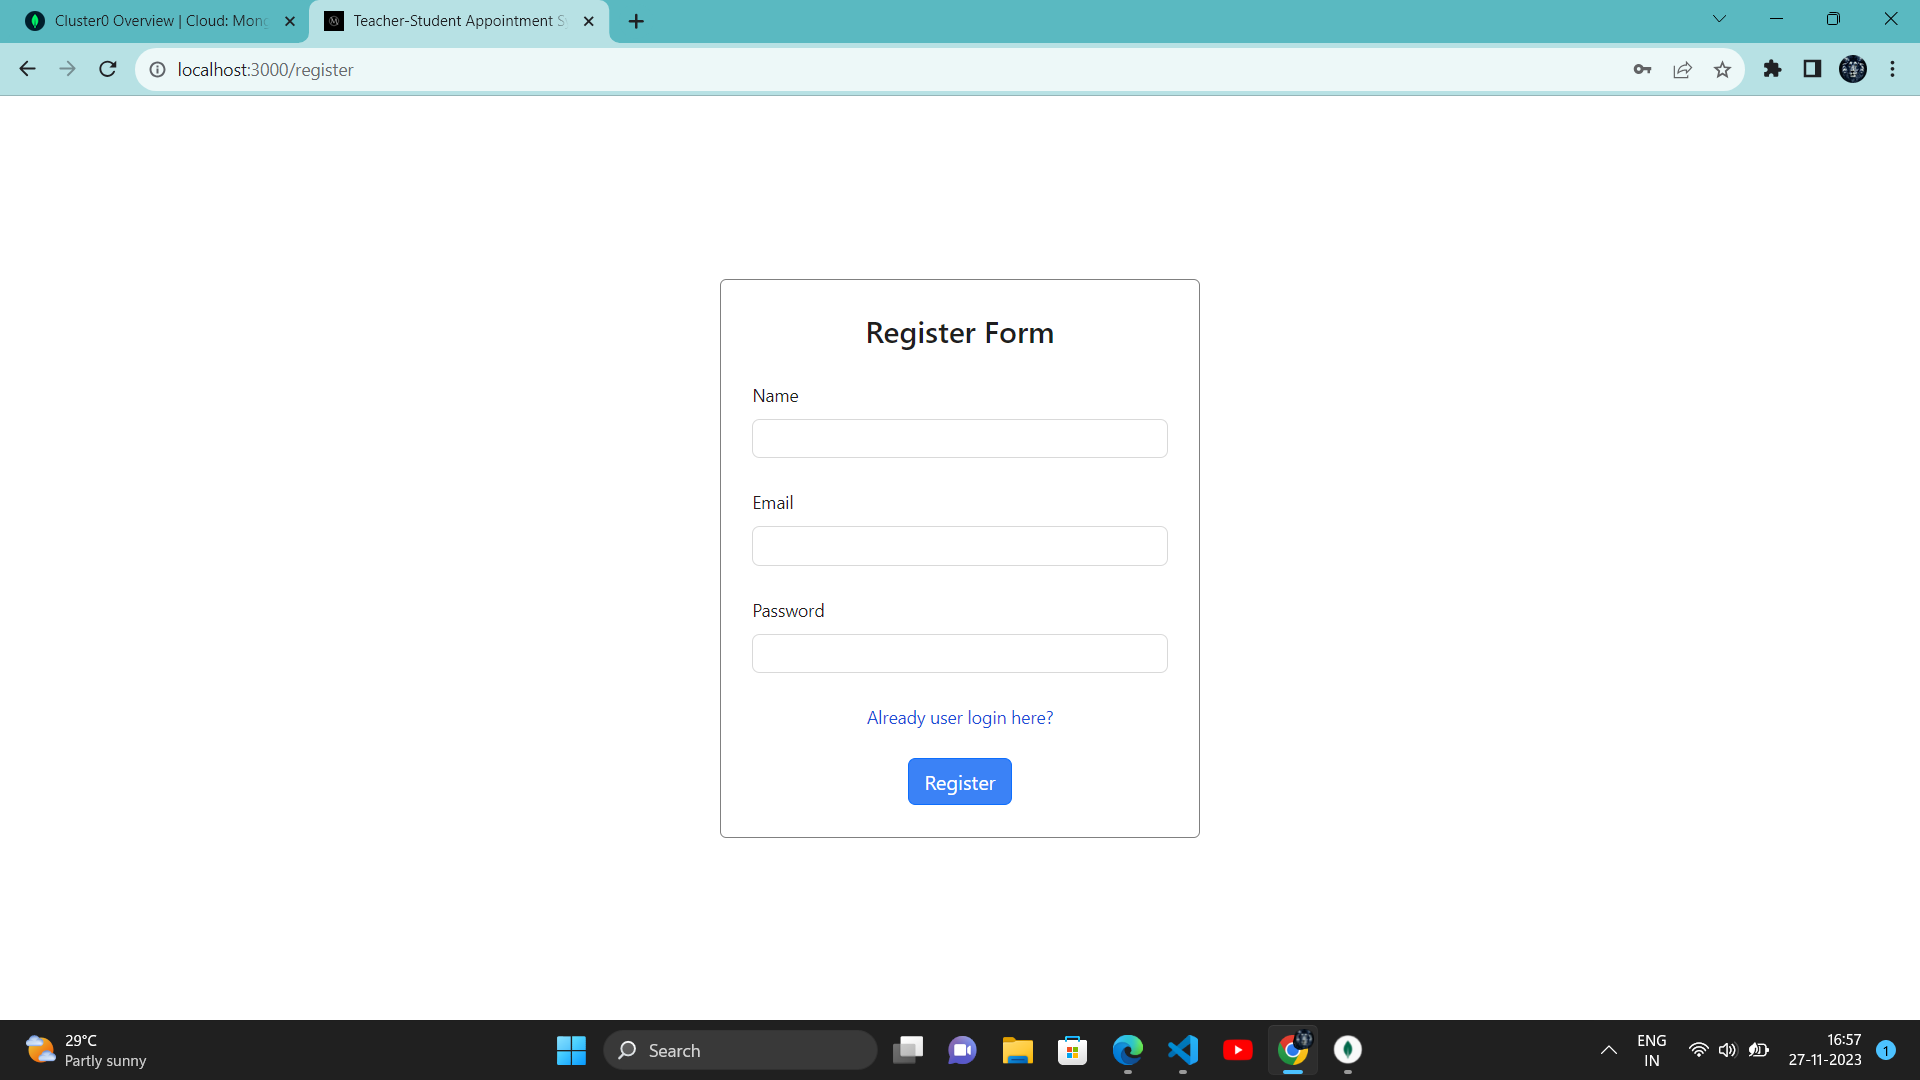 Cluster0 Overview | Cloud: Mong
Teacher-Student Appointment S
localhost:3000/register
Register Form
Name
Email
Password
Already user login here?
Register
29°C
Partly sunny
Search
ENG
IN
16:57
27-11-2023
1